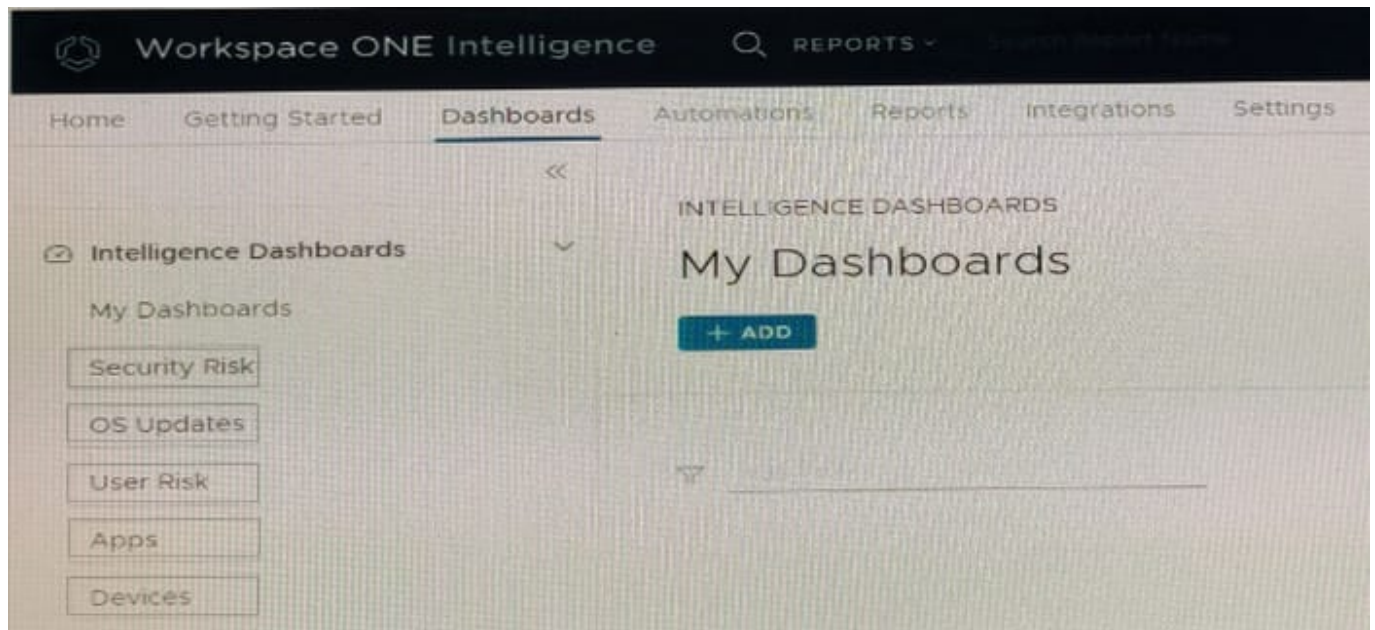 Workspace ONE Intelligence REPORTS
Home Getting Started Dashboards Automations Reports Integrations Settings
INTELLIGENCE DASHBOARDS
Intelligence Dashboards
My Dashboards
+ ADD
My Dashboards
Security Risk
OS Updates
User Risk
Apps
Devices